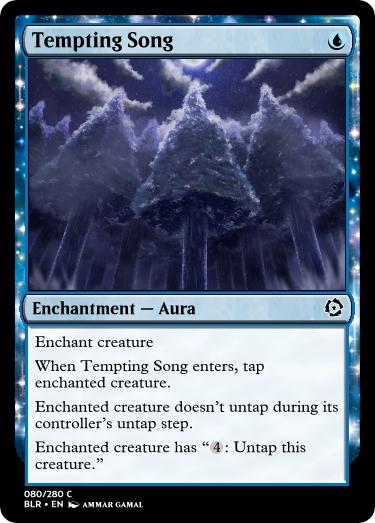 Tempting Song
Enchantment — Aura
Enchant creature
When Tempting Song enters, tap
enchanted creature.
Enchanted creature doesn't untap during its
controller's untap step.
Enchanted creature has “4: Untap this
creature.”
080/280 C
BLR • EN AMMAR GAMAL